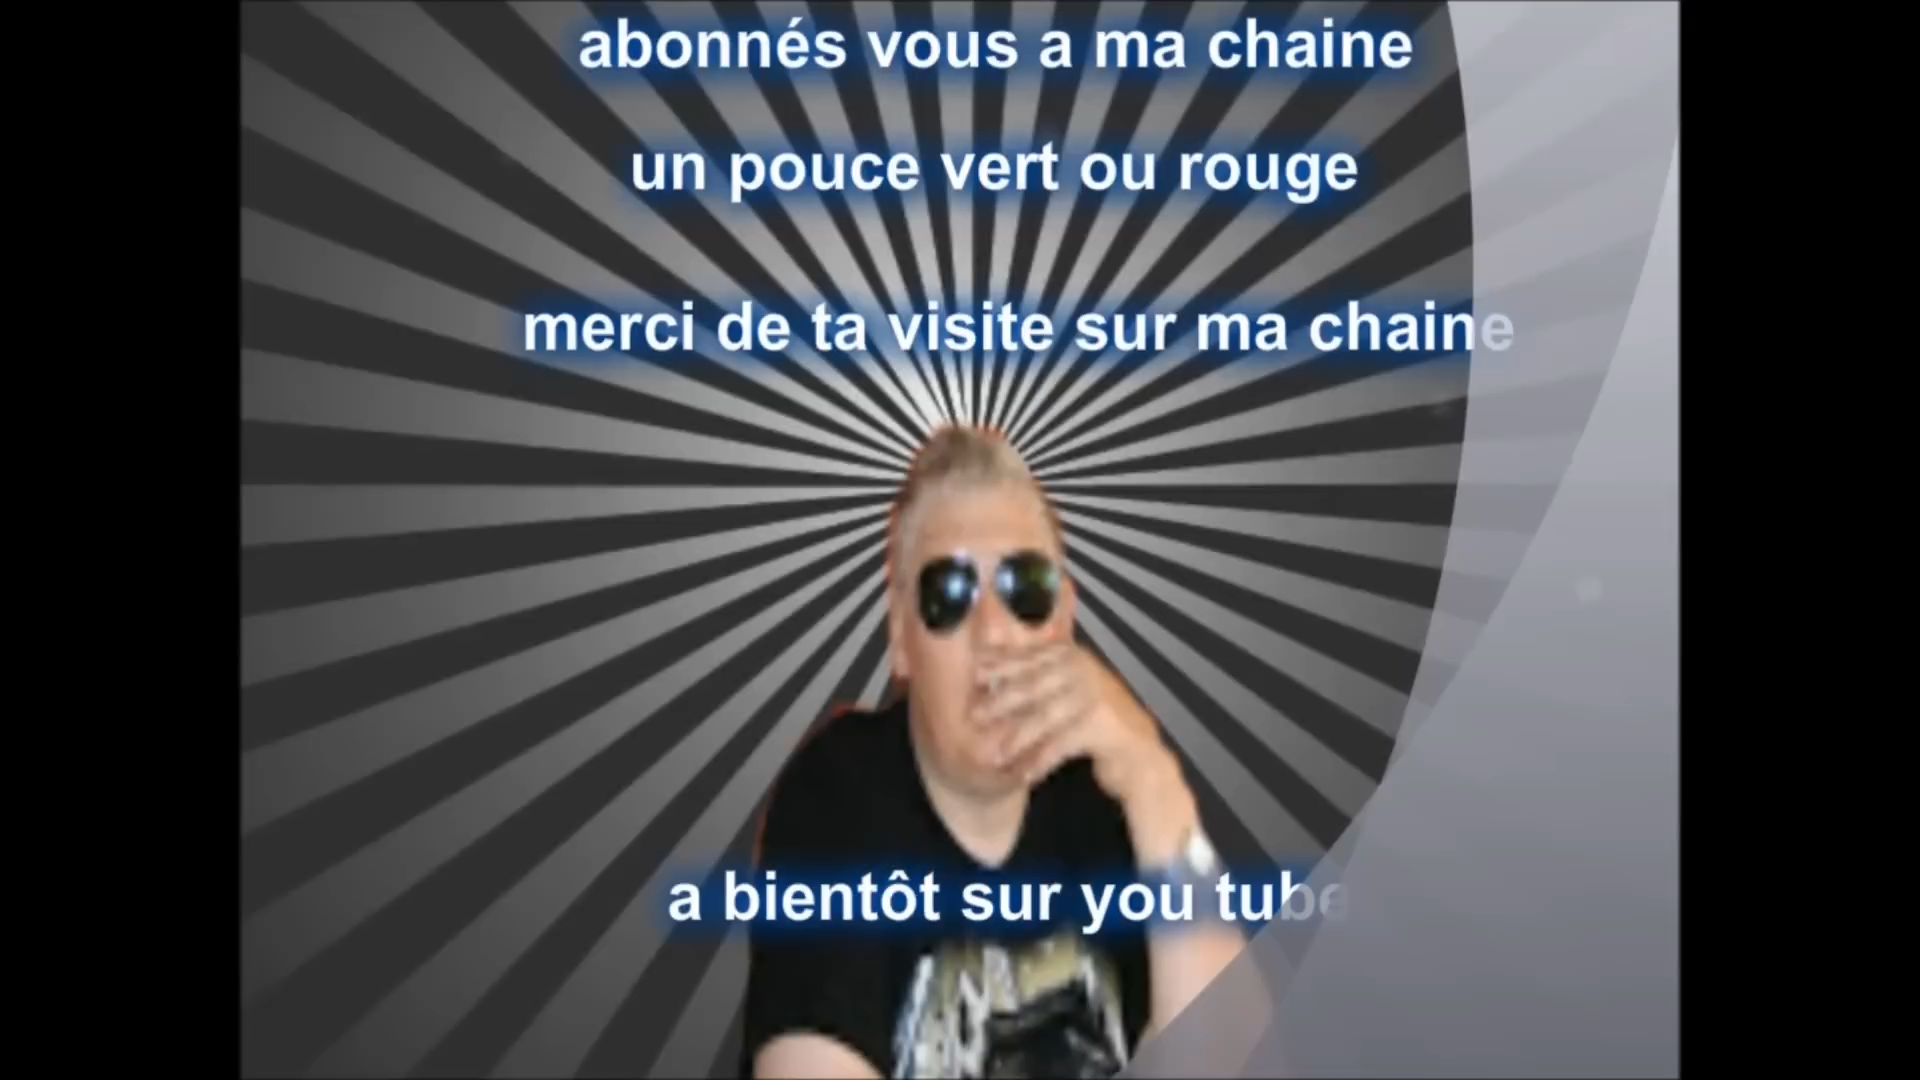 abonnés vous a ma chaine
un pouce vert ou rouge
merci de ta visite sur ma chaine
a bientôt sur you tube